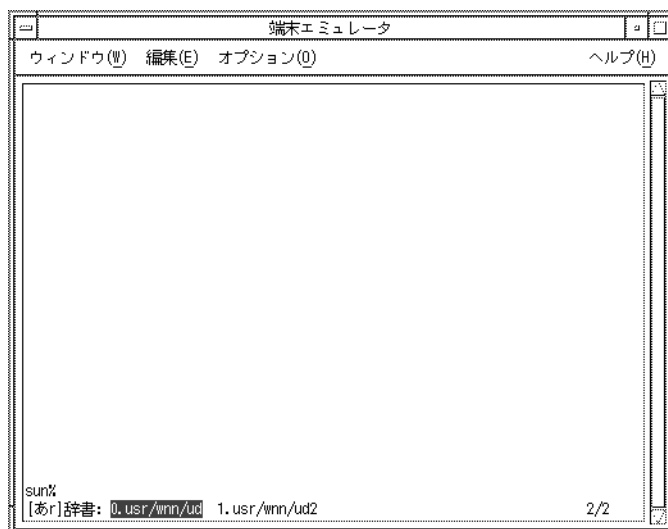 端末エミュレータ
ウィンドウ(W) 編集(E) オプション(O) ヘルプ(H)
sun%
[あr]辞書: 0.usr/wnn/ud 1.usr/wnn/ud2 2/2